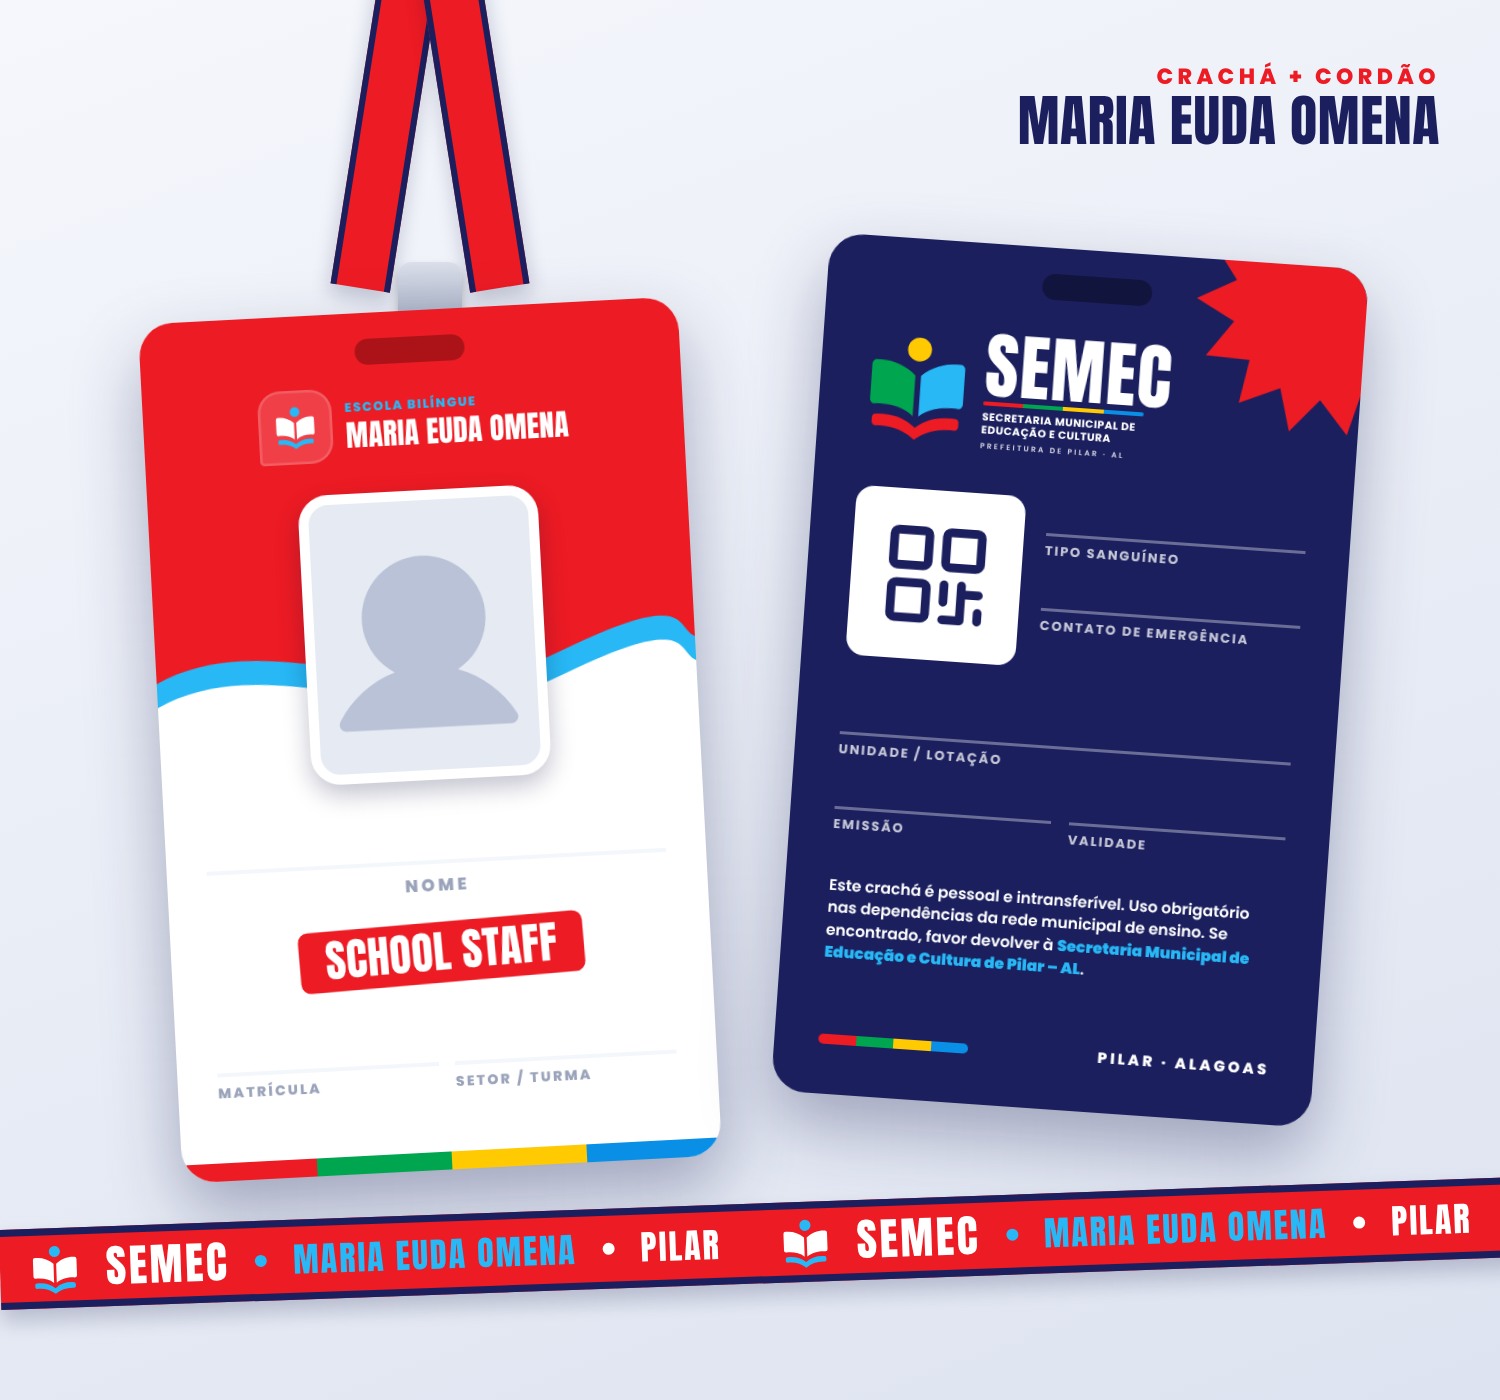 CRACHÁ + CORDÃO
MARIA EUDA OMENA
ESCOLA BILÍNGUE
MARIA EUDA OMENA
NOME
SCHOOL STAFF
MATRÍCULA
SETOR / TURMA
SEMEC
SECRETARIA MUNICIPAL DE
EDUCAÇÃO E CULTURA
PREFEITURA DE PILAR · AL
TIPO SANGUÍNEO
CONTATO DE EMERGÊNCIA
UNIDADE / LOTAÇÃO
EMISSÃO
VALIDADE
Este crachá é pessoal e intransferível. Uso obrigatório
nas dependências da rede municipal de ensino. Se
encontrado, favor devolver à Secretaria Municipal de
Educação e Cultura de Pilar – AL.
PILAR · ALAGOAS
SEMEC • MARIA EUDA OMENA • PILAR SEMEC • MARIA EUDA OMENA • PILAR